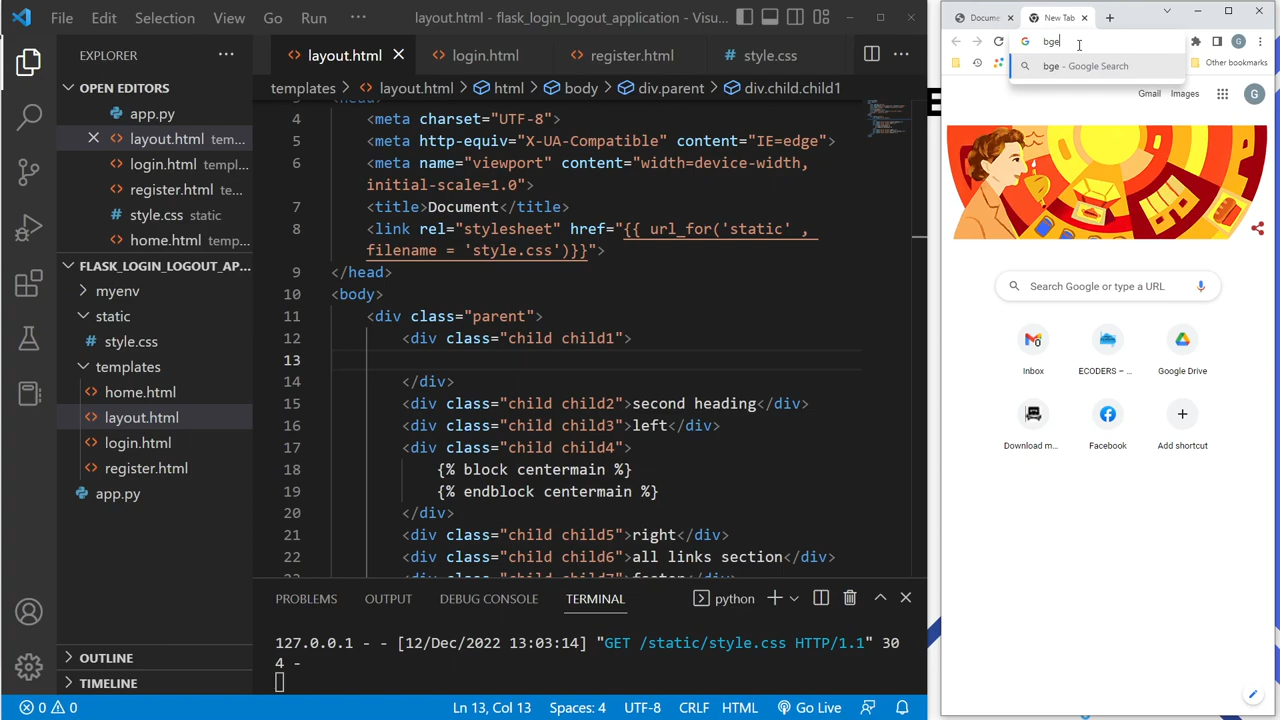 File Edit Selection View Go Run ··· layout.html - flask_login_logout_application - Visu...
EXPLORER ···
OPEN EDITORS
app.py
layout.html tem...
login.html templ...
register.html te...
style.css static
home.html temp...
FLASK_LOGIN_LOGOUT_AP...
myenv
static
style.css
templates
home.html
layout.html
login.html
register.html
app.py
OUTLINE
TIMELINE
layout.html login.html register.html style.css ···
templates > layout.html > html > body > div.parent > div.child.child1
4 <meta charset="UTF-8">
5 <meta http-equiv="X-UA-Compatible" content="IE=edge">
6 <meta name="viewport" content="width=device-width,
initial-scale=1.0">
7 <title>Document</title>
8 <link rel="stylesheet" href="{{ url_for('static' ,
filename = 'style.css')}}">
9 </head>
10 <body>
11 <div class="parent">
12 <div class="child child1">
13
14 </div>
15 <div class="child child2">second heading</div>
16 <div class="child child3">left</div>
17 <div class="child child4">
18 {% block centermain %}
19 {% endblock centermain %}
20 </div>
21 <div class="child child5">right</div>
22 <div class="child child6">all links section</div>
PROBLEMS OUTPUT DEBUG CONSOLE TERMINAL python
127.0.0.1 - - [12/Dec/2022 13:03:14] "GET /static/style.css HTTP/1.1" 30
4 -
0 0 Ln 13, Col 13 Spaces: 4 UTF-8 CRLF HTML Go Live
Docume New Tab
bge
bge - Google Search
G
Other bookmarks
Gmail Images G
Search Google or type a URL
Inbox ECODERS – ... Google Drive
Download m... Facebook Add shortcut